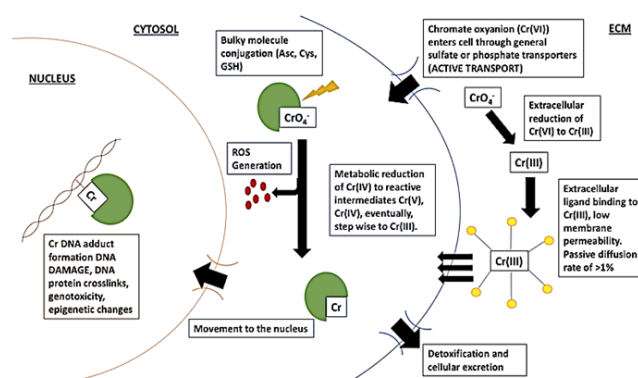 CYTOSOL
ECM
NUCLEUS
Bulky molecule
conjugation (Asc, Cys,
GSH)
CrO4-
ROS
Generation
Metabolic reduction
of Cr(IV) to reactive
intermediates Cr(V),
Cr(IV), eventually,
step wise to Cr(III).
Cr
Movement to the nucleus
Cr
Cr DNA adduct
formation DNA
DAMAGE, DNA
protein crosslinks,
genotoxicity,
epigenetic changes
Chromate oxyanion (Cr(VI))
enters cell through general
sulfate or phosphate transporters
(ACTIVE TRANSPORT)
CrO4-
Extracellular
reduction of
Cr(VI) to Cr(III)
Cr(III)
Extracellular
ligand binding to
Cr(III), low
membrane
permeability.
Passive diffusion
rate of >1%
Cr(III)
Detoxification and
cellular excretion